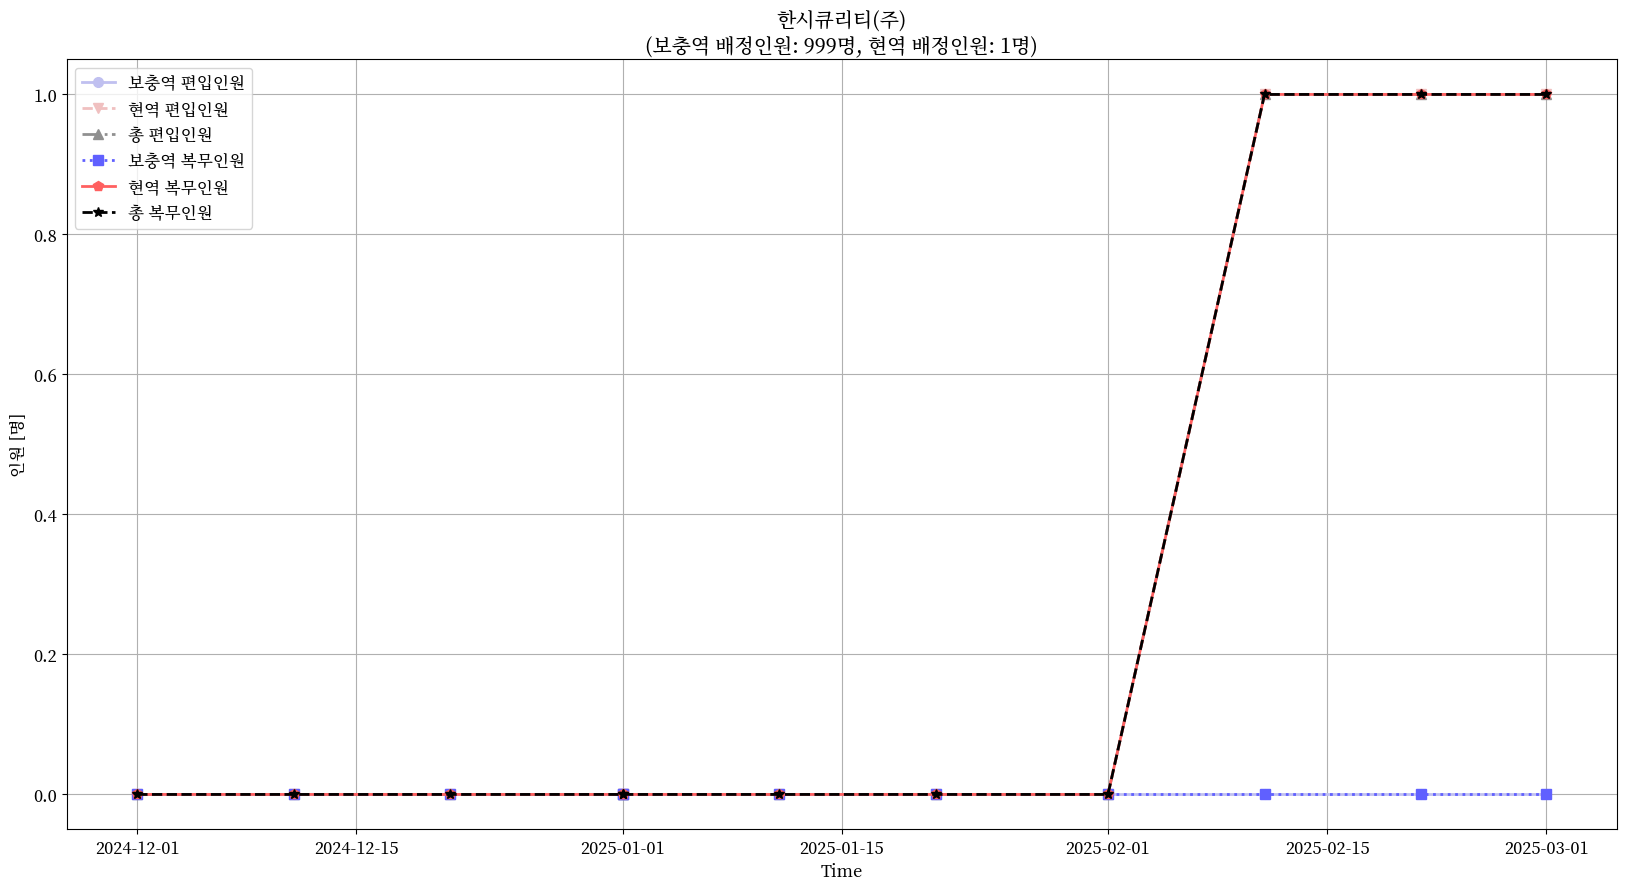 한시큐리티(주)
(보충역 배정인원: 999명, 현역 배정인원: 1명)
보충역 편입인원
현역 편입인원
총 편입인원
보충역 복무인원
현역 복무인원
총 복무인원
1.0
0.8
0.6
0.4
0.2
0.0
인원 [명]
2024-12-01
2024-12-15
2025-01-01
2025-01-15
2025-02-01
2025-02-15
2025-03-01
Time